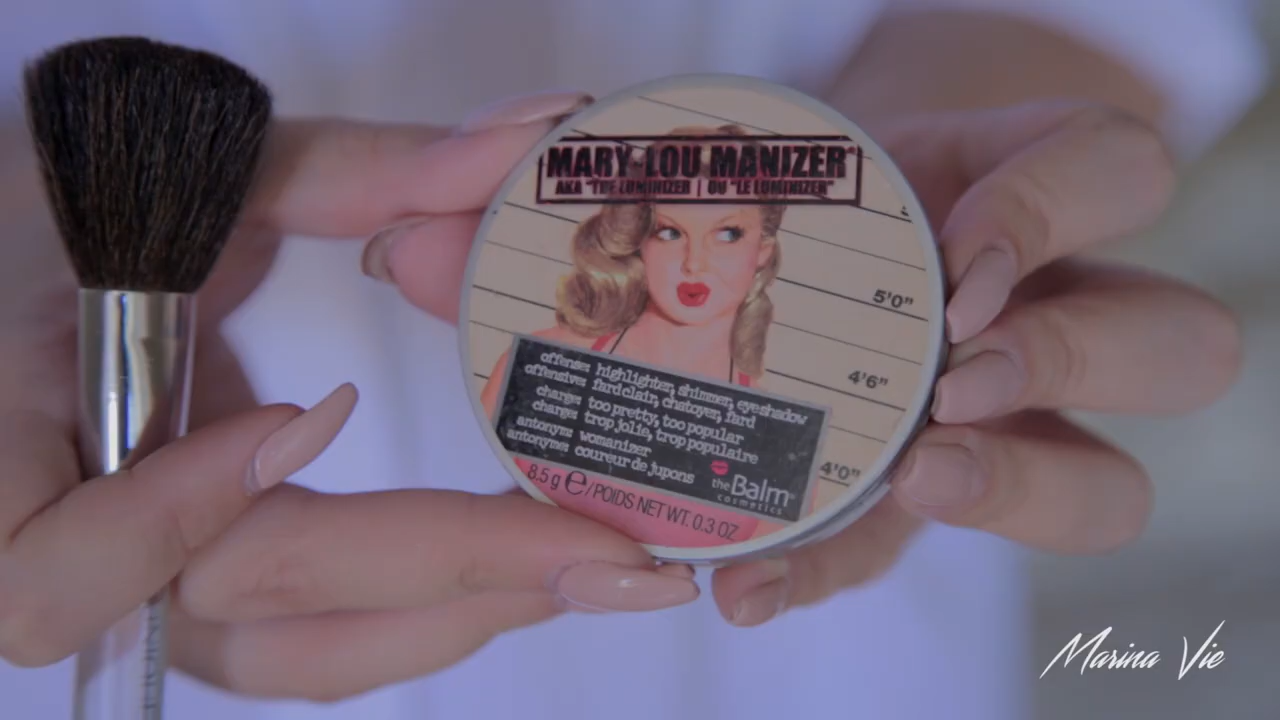 MARY-LOU MANIZER®
AKA "THE LUMINIZER | OU "LE LUMINIZER"
5'0"
4'6"
4'0"
offense: highlighter, shimmer, eyeshadow
offensive: fard clair, chatoyer, fard
charge: too pretty, too popular
charge: trop jolie, trop populaire
antonym: womanizer
antonyme: coureur de jupons
theBalm®
cosmetics
8.5 g e/POIDS NET WT. 0.3 OZ
Marina Vie